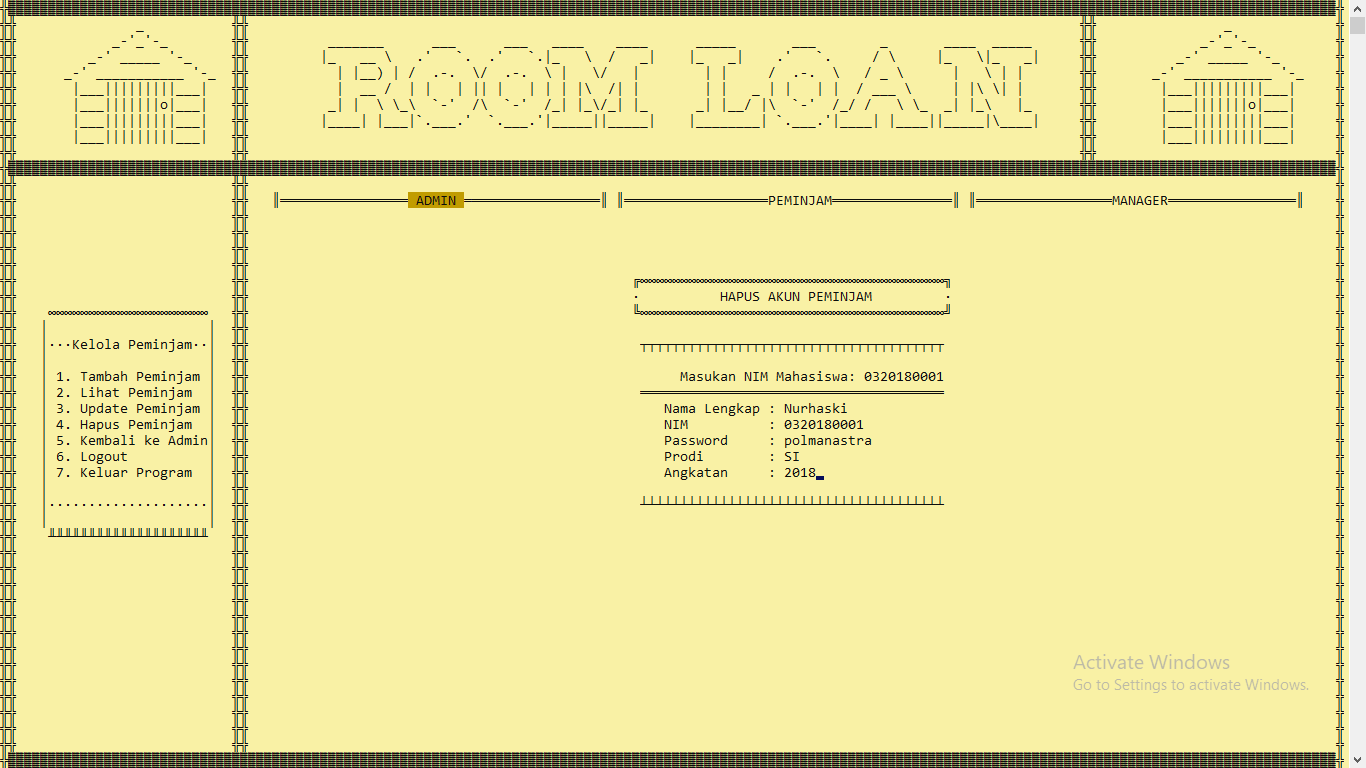 ROOM LOAN
ADMIN
PEMINJAM
MANAGER
HAPUS AKUN PEMINJAM
···Kelola Peminjam··
1. Tambah Peminjam
2. Lihat Peminjam
3. Update Peminjam
4. Hapus Peminjam
5. Kembali ke Admin
6. Logout
7. Keluar Program
Masukan NIM Mahasiswa: 0320180001
Nama Lengkap : Nurhaski
NIM : 0320180001
Password : polmanastra
Prodi : SI
Angkatan : 2018
Activate Windows
Go to Settings to activate Windows.